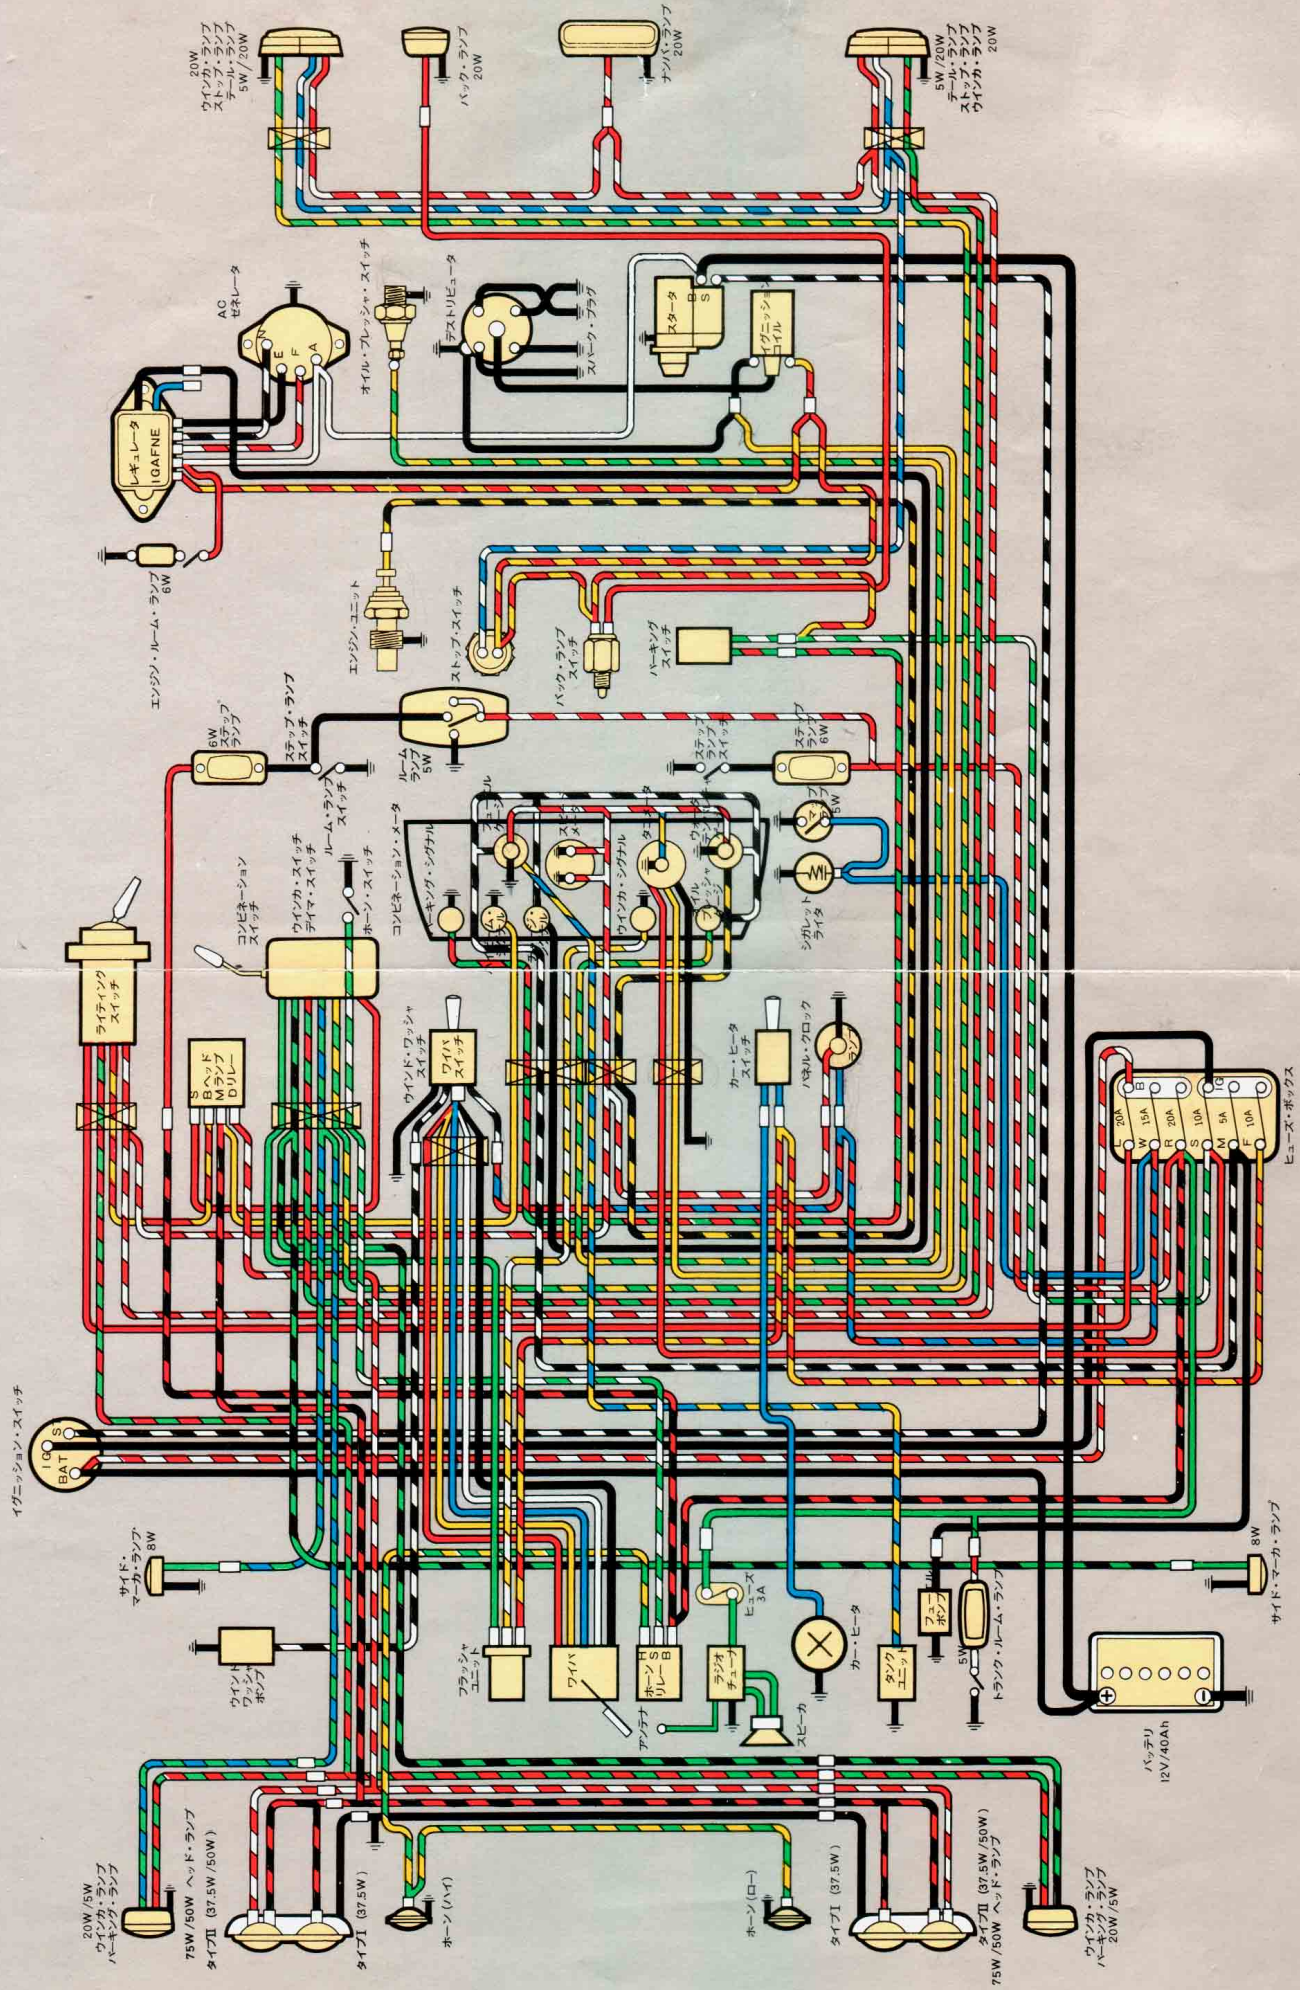 20W
ウインカ・ランプ
ストップ・ランプ
テール・ランプ
5W/20W
バック・ランプ
20W
ナンバ・ランプ
20W
5W/20W
テール・ランプ
ストップ・ランプ
ウインカ・ランプ
20W
AC
ゼネレータ
N
E
F
A
オイル・プレッシャ・スイッチ
デストリビュータ
スパーク・プラグ
スタータ
B
S
イグニッション
コイル
レギュレータ
IGAFNE
エンジン・ルーム・ランプ
6W
エンジン・ユニット
ストップ・スイッチ
バック・ランプ
スイッチ
パーキング
スイッチ
6W
ステップ
ランプ
ステップ・ランプ
スイッチ
ルーム・ランプ
スイッチ
ルーム
ランプ
5W
ステップ
ランプ
スイッチ
ステップ
ランプ
6W
ライティング
スイッチ
コンビネーション
スイッチ
ウインカ・スイッチ
デイマ・スイッチ
ホーン・スイッチ
コンビネーション・メータ
パーキング・シグナル
ウインカ・シグナル
タコメータ
シガレット
ライタ
S
Bヘッド
Mランプ
Dリレー
ウインド・ワッシャ
スイッチ
ワイパ
スイッチ
カー・ヒータ
スイッチ
パネル・クロック
ランプ
ヒューズ・ボックス
L
20A
B
W
15A
R
20A
S
10A
IG
M
5A
F
10A
イグニッション・スイッチ
IG
S
BAT
サイド・
マーカ・ランプ
8W
ウインド
ワッシャ
ポンプ
フラッシャ
ユニット
ワイパ
H
S
B
ホーン
リレー
アンテナ
ラジオ
チューナ
ヒューズ
3A
スピーカ
カー・ヒータ
タンク
ユニット
ポンプ
5W
トランク・ルーム・ランプ
サイド・マーカ・ランプ
8W
バッテリ
12V/40Ah
20W/5W
ウインカ・ランプ
パーキング・ランプ
75W/50W ヘッド・ランプ
タイプⅡ (37.5W/50W)
タイプⅠ (37.5W)
ホーン(ハイ)
ホーン(ロー)
タイプⅠ (37.5W)
タイプⅡ (37.5W/50W)
75W/50W ヘッド・ランプ
ウインカ・ランプ
パーキング・ランプ
20W/5W